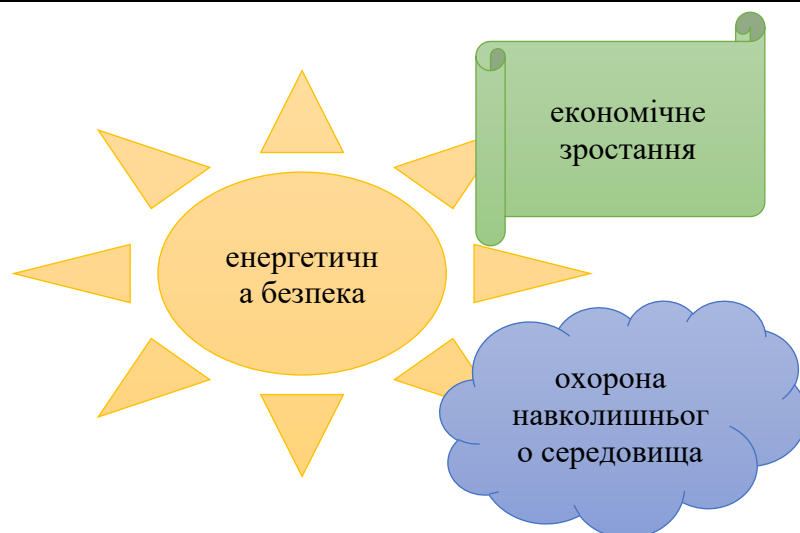 економічне
зростання
енергетичн
а безпека
охорона
навколишньог
о середовища